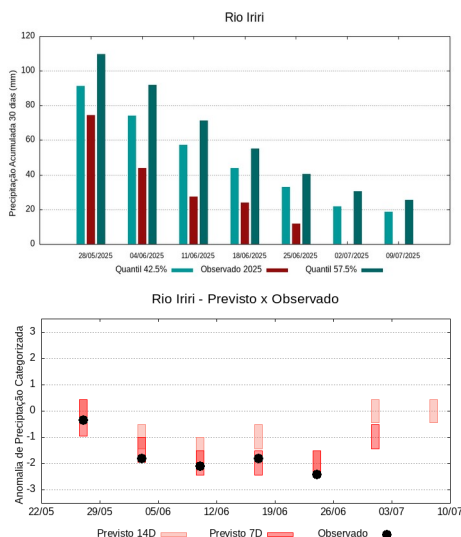 Rio Iriri
Precipitação Acumulada 30 dias (mm)
120
100
80
60
40
20
0
28/05/2025 04/06/2025 11/06/2025 18/06/2025 25/06/2025 02/07/2025 09/07/2025
Quantil 42.5% Observado 2025 Quantil 57.5%
Rio Iriri - Previsto x Observado
Anomalia de Preciptação Categorizada
3
2
1
0
-1
-2
-3
22/05 29/05 05/06 12/06 19/06 26/06 03/07 10/07
Previsto 14D Previsto 7D Observado